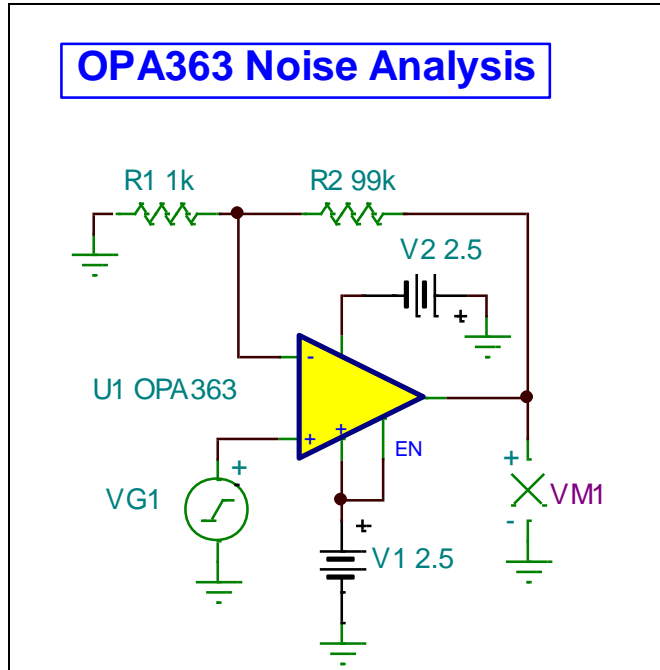 OPA363 Noise Analysis
R1 1k
R2 99k
V2 2.5
+
-
U1 OPA363
+
+
EN
+
VG1
+
-
VM1
+
V1 2.5